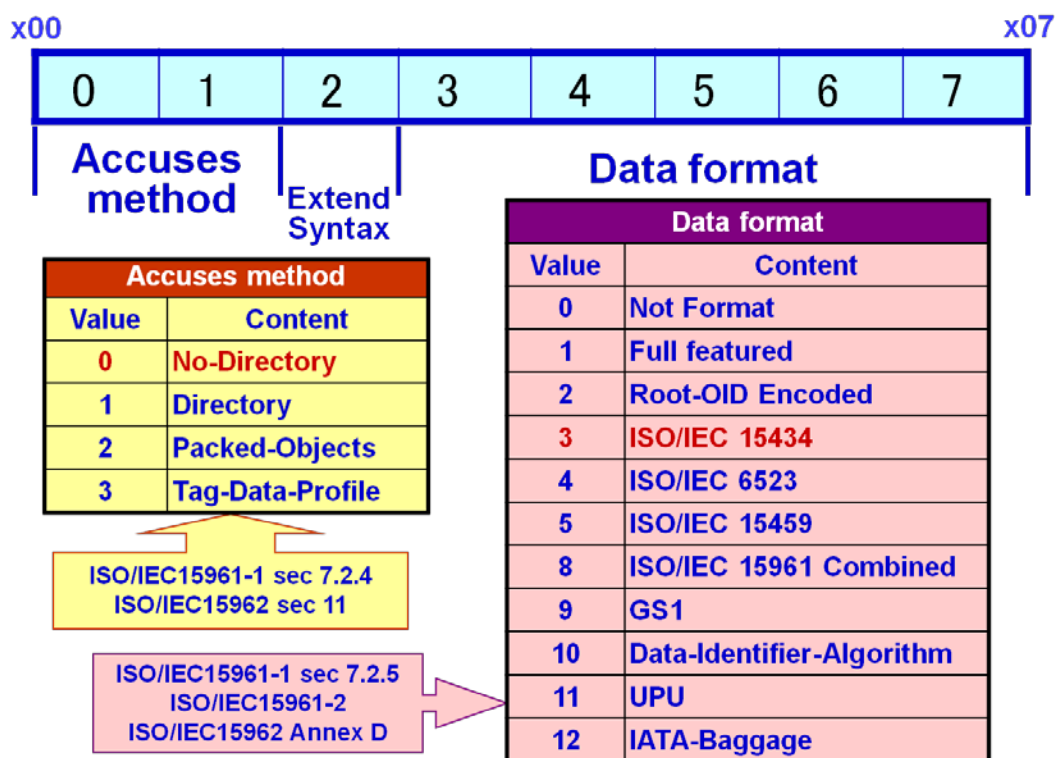 x00
x07
0 1 2 3 4 5 6 7
Accuses
method
Extend
Syntax
Data format
Accuses method
Value Content
0 No-Directory
1 Directory
2 Packed-Objects
3 Tag-Data-Profile
ISO/IEC15961-1 sec 7.2.4
ISO/IEC15962 sec 11
ISO/IEC15961-1 sec 7.2.5
ISO/IEC15961-2
ISO/IEC15962 Annex D
Data format
Value Content
0 Not Format
1 Full featured
2 Root-OID Encoded
3 ISO/IEC 15434
4 ISO/IEC 6523
5 ISO/IEC 15459
8 ISO/IEC 15961 Combined
9 GS1
10 Data-Identifier-Algorithm
11 UPU
12 IATA-Baggage